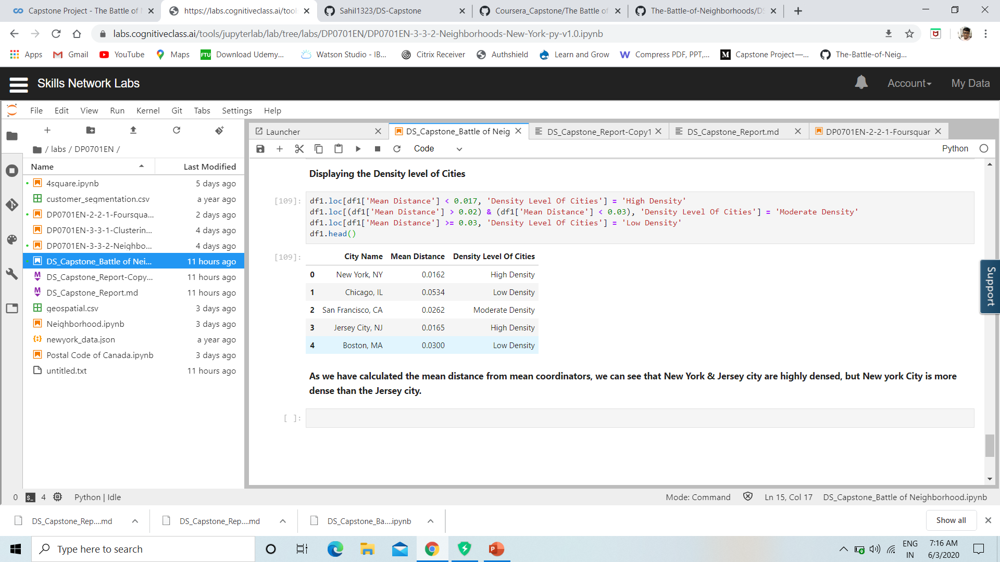 Capstone Project - The Battle of N
https://labs.cognitiveclass.ai/tool
Sahil1323/DS-Capstone
Coursera_Capstone/The Battle of
The-Battle-of-Neighborhoods/DS
labs.cognitiveclass.ai/tools/jupyterlab/lab/tree/labs/DP0701EN/DP0701EN-3-3-2-Neighborhoods-New-York-py-v1.0.ipynb
Apps
Gmail
YouTube
Maps
FTU
Download Udemy...
Watson Studio - IB...
Citrix Receiver
Authshield
Learn and Grow
Compress PDF, PPT,...
Capstone Project—...
The-Battle-of-Neig...
Skills Network Labs
Account
My Data
File Edit View Run Kernel Git Tabs Settings Help
/ labs / DP0701EN /
Name Last Modified
4square.ipynb 5 days ago
customer_segmentation.csv a year ago
DP0701EN-2-2-1-Foursqua... 2 days ago
DP0701EN-3-3-1-Clusterin... 4 days ago
DP0701EN-3-3-2-Neighbo... 4 days ago
DS_Capstone_Battle of Nei... 11 hours ago
DS_Capstone_Report-Copy... 11 hours ago
DS_Capstone_Report.md 11 hours ago
geospatial.csv 3 days ago
Neighborhood.ipynb 3 days ago
newyork_data.json a year ago
Postal Code of Canada.ipynb 3 days ago
untitled.txt 11 hours ago
Launcher
DS_Capstone_Battle of Neig
DS_Capstone_Report-Copy1
DS_Capstone_Report.md
DP0701EN-2-2-1-Foursquar
Code
Python
Displaying the Density level of Cities
[109]:
df1.loc[df1['Mean Distance'] < 0.017, 'Density Level Of Cities'] = 'High Density'
df1.loc[(df1['Mean Distance'] > 0.02) & (df1['Mean Distance'] < 0.03), 'Density Level Of Cities'] = 'Moderate Density'
df1.loc[df1['Mean Distance'] >= 0.03, 'Density Level Of Cities'] = 'Low Density'
df1.head()
[109]:
City Name Mean Distance Density Level Of Cities
0 New York, NY 0.0162 High Density
1 Chicago, IL 0.0534 Low Density
2 San Francisco, CA 0.0262 Moderate Density
3 Jersey City, NJ 0.0165 High Density
4 Boston, MA 0.0300 Low Density
As we have calculated the mean distance from mean coordinators, we can see that New York & Jersey city are highly densed, but New york City is more
dense than the Jersey city.
[ ]:
Support
0 $_ 4 Python | Idle
Mode: Command
Ln 15, Col 17
DS_Capstone_Battle of Neighborhood.ipynb
DS_Capstone_Rep....md
DS_Capstone_Rep....md
DS_Capstone_Ba....ipynb
Show all
Type here to search
ENG
IN
7:16 AM
6/3/2020